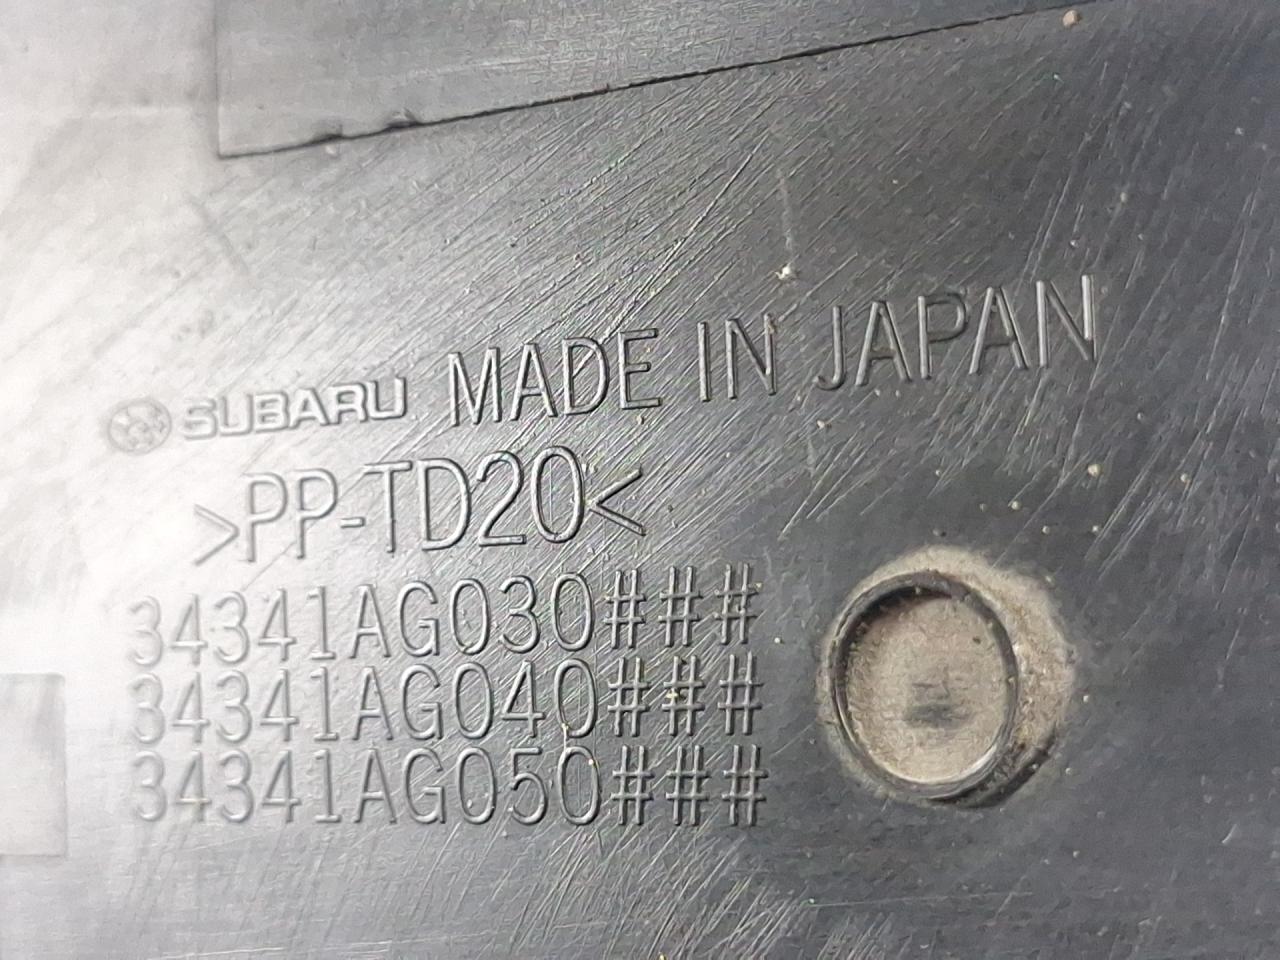 SUBARU MADE IN JAPAN
>PP-TD20<
34341AG030###
34341AG040###
34341AG050###